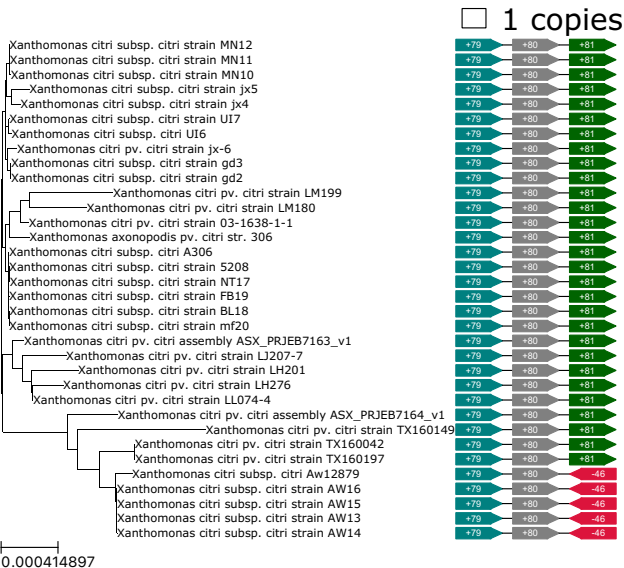 1 copies
Xanthomonas citri subsp. citri strain MN12 +79 +80 +81
Xanthomonas citri subsp. citri strain MN11 +79 +80 +81
Xanthomonas citri subsp. citri strain MN10 +79 +80 +81
Xanthomonas citri subsp. citri strain jx5 +79 +80 +81
Xanthomonas citri subsp. citri strain jx4 +79 +80 +81
Xanthomonas citri subsp. citri strain UI7 +79 +80 +81
Xanthomonas citri subsp. citri UI6 +79 +80 +81
Xanthomonas citri pv. citri strain jx-6 +79 +80 +81
Xanthomonas citri subsp. citri strain gd3 +79 +80 +81
Xanthomonas citri subsp. citri strain gd2 +79 +80 +81
Xanthomonas citri pv. citri strain LM199 +79 +80 +81
Xanthomonas citri pv. citri strain LM180 +79 +80 +81
Xanthomonas citri pv. citri strain 03-1638-1-1 +79 +80 +81
Xanthomonas axonopodis pv. citri str. 306 +79 +80 +81
Xanthomonas citri subsp. citri A306 +79 +80 +81
Xanthomonas citri subsp. citri strain 5208 +79 +80 +81
Xanthomonas citri subsp. citri strain NT17 +79 +80 +81
Xanthomonas citri subsp. citri strain FB19 +79 +80 +81
Xanthomonas citri subsp. citri strain BL18 +79 +80 +81
Xanthomonas citri subsp. citri strain mf20 +79 +80 +81
Xanthomonas citri pv. citri assembly ASX_PRJEB7163_v1 +79 +80 +81
Xanthomonas citri pv. citri strain LJ207-7 +79 +80 +81
Xanthomonas citri pv. citri strain LH201 +79 +80 +81
Xanthomonas citri pv. citri strain LH276 +79 +80 +81
Xanthomonas citri pv. citri strain LL074-4 +79 +80 +81
Xanthomonas citri pv. citri assembly ASX_PRJEB7164_v1 +79 +80 +81
Xanthomonas citri pv. citri strain TX160149 +79 +80 +81
Xanthomonas citri pv. citri strain TX160042 +79 +80 +81
Xanthomonas citri pv. citri strain TX160197 +79 +80 +81
Xanthomonas citri subsp. citri Aw12879 +79 +80 -46
Xanthomonas citri subsp. citri strain AW16 +79 +80 -46
Xanthomonas citri subsp. citri strain AW15 +79 +80 -46
Xanthomonas citri subsp. citri strain AW13 +79 +80 -46
Xanthomonas citri subsp. citri strain AW14 +79 +80 -46
0.000414897